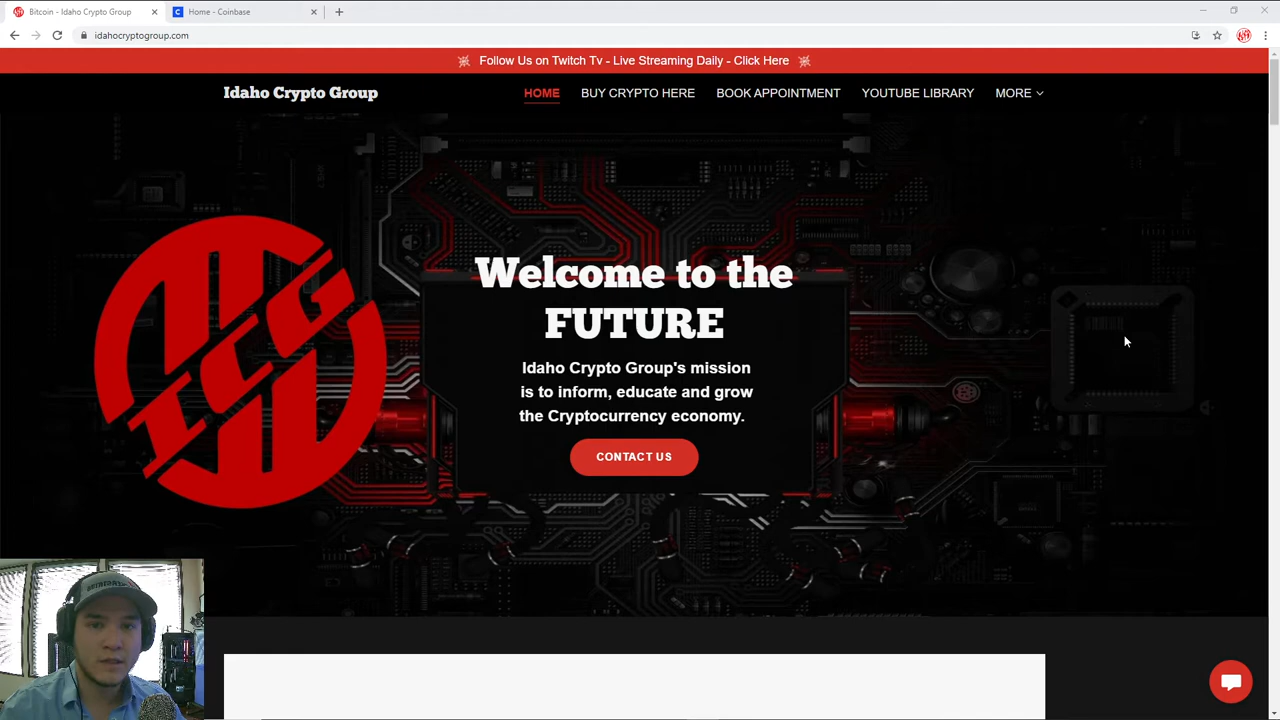 Bitcoin - Idaho Crypto Group
Home - Coinbase
idahocryptogroup.com
Follow Us on Twitch Tv - Live Streaming Daily - Click Here
Idaho Crypto Group
HOME
BUY CRYPTO HERE
BOOK APPOINTMENT
YOUTUBE LIBRARY
MORE
ICG
Welcome to the
FUTURE
Idaho Crypto Group's mission
is to inform, educate and grow
the Cryptocurrency economy.
CONTACT US